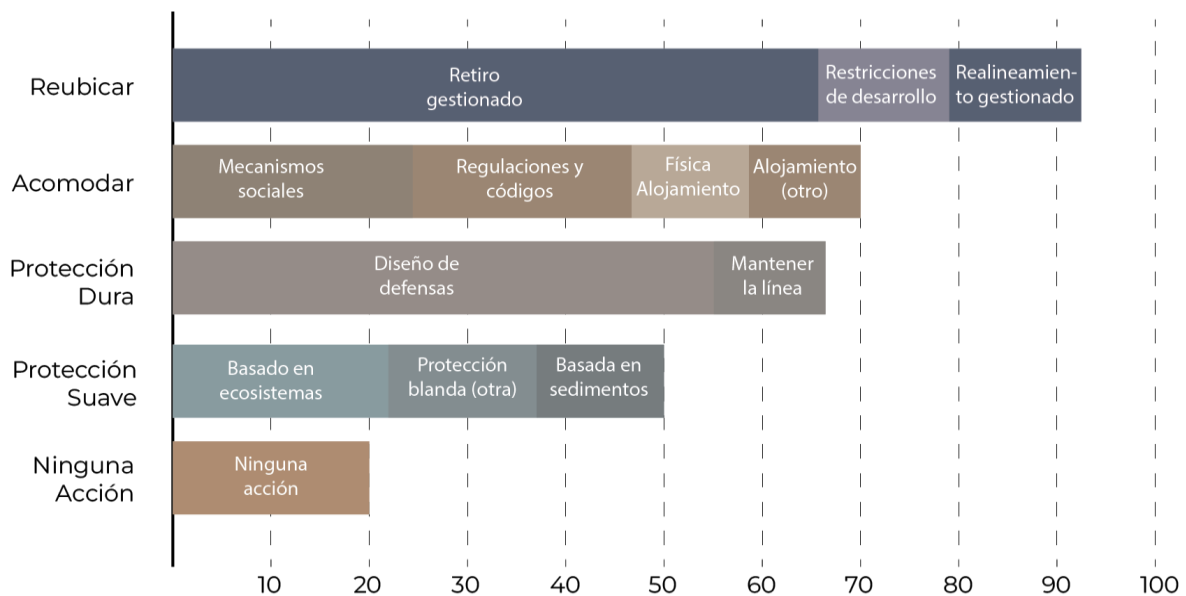 Reubicar
Retiro
gestionado
Restricciones
de desarrollo
Realineamien-
to gestionado
Acomodar
Mecanismos
sociales
Regulaciones y
códigos
Física
Alojamiento
Alojamiento
(otro)
Protección
Dura
Diseño de
defensas
Mantener
la línea
Protección
Suave
Basado en
ecosistemas
Protección
blanda (otra)
Basada en
sedimentos
Ninguna
Acción
Ninguna
acción
10 20 30 40 50 60 70 80 90 100